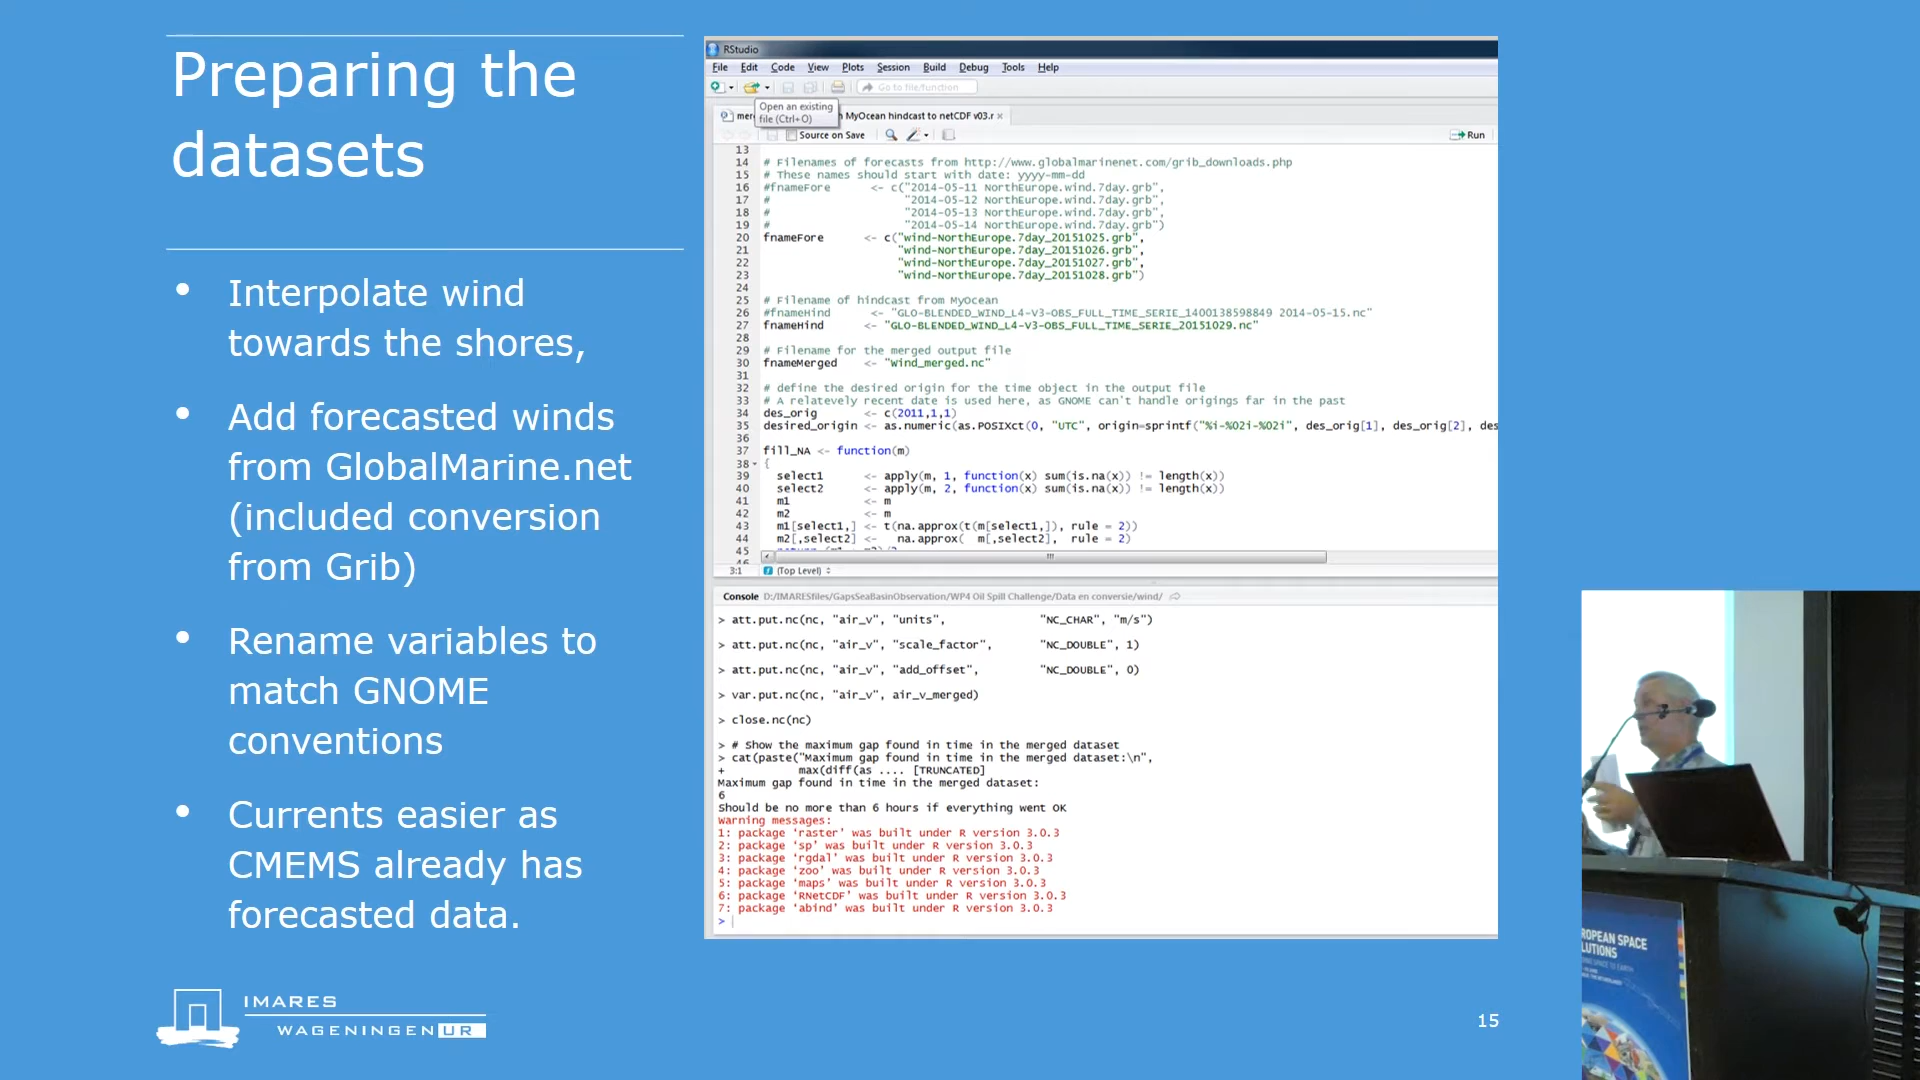 Preparing the
datasets
• Interpolate wind
towards the shores,
• Add forecasted winds
from GlobalMarine.net
(included conversion
from Grib)
• Rename variables to
match GNOME
conventions
• Currents easier as
CMEMS already has
forecasted data.
IMARES
WAGENINGEN UR
RStudio
File Edit Code View Plots Session Build Debug Tools Help
Go to file/function
Open an existing
file (Ctrl+O)
MyOcean hindcast to netCDF v03.r
Source on Save
Run
13
14 # Filenames of forecasts from http://www.globalmarinenet.com/grib_downloads.php
15 # These names should start with date: yyyy-mm-dd
16 #fnameFore <- c("2014-05-11 NorthEurope.wind.7day.grb",
17 # "2014-05-12 NorthEurope.wind.7day.grb",
18 # "2014-05-13 NorthEurope.wind.7day.grb",
19 # "2014-05-14 NorthEurope.wind.7day.grb")
20 fnameFore <- c("wind-NorthEurope.7day_20151025.grb",
21 "wind-NorthEurope.7day_20151026.grb",
22 "wind-NorthEurope.7day_20151027.grb",
23 "wind-NorthEurope.7day_20151028.grb")
24
25 # Filename of hindcast from MyOcean
26 #fnameHind <- "GLO-BLENDED_WIND_L4-V3-OBS_FULL_TIME_SERIE_1400138598849 2014-05-15.nc"
27 fnameHind <- "GLO-BLENDED_WIND_L4-V3-OBS_FULL_TIME_SERIE_20151029.nc"
28
29 # Filename for the merged output file
30 fnameMerged <- "Wind_merged.nc"
31
32 # define the desired origin for the time object in the output file
33 # A relatevely recent date is used here, as GNOME can't handle origings far in the past
34 des_orig <- c(2011,1,1)
35 desired_origin <- as.numeric(as.POSIXct(0, "UTC", origin=sprintf("%i-%02i-%02i", des_orig[1], des_orig[2], des
36
37 fill_NA <- function(m)
38 {
39 select1 <- apply(m, 1, function(x) sum(is.na(x)) != length(x))
40 select2 <- apply(m, 2, function(x) sum(is.na(x)) != length(x))
41 m1 <- m
42 m2 <- m
43 m1[select1,] <- t(na.approx(t(m[select1,]), rule = 2))
44 m2[,select2] <- na.approx( m[,select2], rule = 2)
45
3:1 (Top Level)
Console D:/IMARESfiles/GapsSeaBasinObservation/WP4 Oil Spill Challenge/Data en conversie/wind/
> att.put.nc(nc, "air_v", "units", "NC_CHAR", "m/s")
> att.put.nc(nc, "air_v", "scale_factor", "NC_DOUBLE", 1)
> att.put.nc(nc, "air_v", "add_offset", "NC_DOUBLE", 0)
> var.put.nc(nc, "air_v", air_v_merged)
> close.nc(nc)
> # Show the maximum gap found in time in the merged dataset
> cat(paste("Maximum gap found in time in the merged dataset:\n",
+ max(diff(as .... [TRUNCATED]
Maximum gap found in time in the merged dataset:
6
Should be no more than 6 hours if everything went OK
Warning messages:
1: package 'raster' was built under R version 3.0.3
2: package 'sp' was built under R version 3.0.3
3: package 'rgdal' was built under R version 3.0.3
4: package 'zoo' was built under R version 3.0.3
5: package 'maps' was built under R version 3.0.3
6: package 'RNetCDF' was built under R version 3.0.3
7: package 'abind' was built under R version 3.0.3
>
15
ROPEAN SPACE
LUTIONS